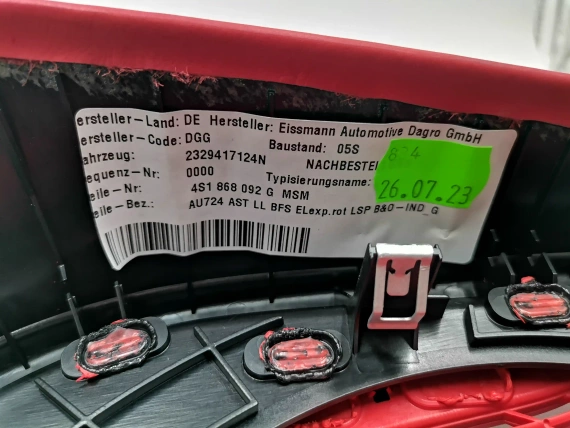 ersteller-Land: DE Hersteller: Eissmann Automotive Dagro GmbH
ersteller-Code: DGG Baustand: 05S
ahrzeug: 2329417124N NACHBESTE
equenz-Nr: 0000 Typisierungsname:
eile-Nr: 4S1 868 092 G MSM
eile-Bez.: AU724 AST LL BFS ELexp.rot LSP B&O-IND_G
26.07.23